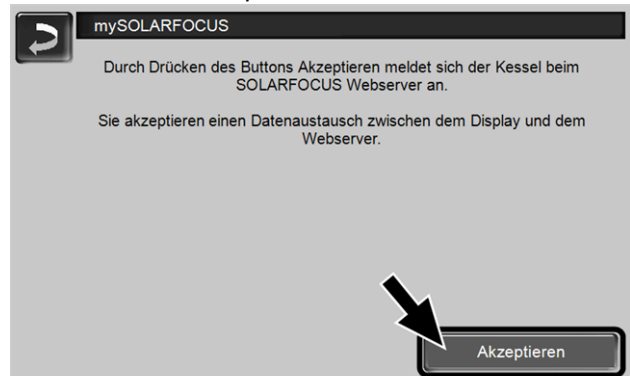 mySOLARFOCUS
Durch Drücken des Buttons Akzeptieren meldet sich der Kessel beim
SOLARFOCUS Webserver an.
Sie akzeptieren einen Datenaustausch zwischen dem Display und dem
Webserver.
Akzeptieren